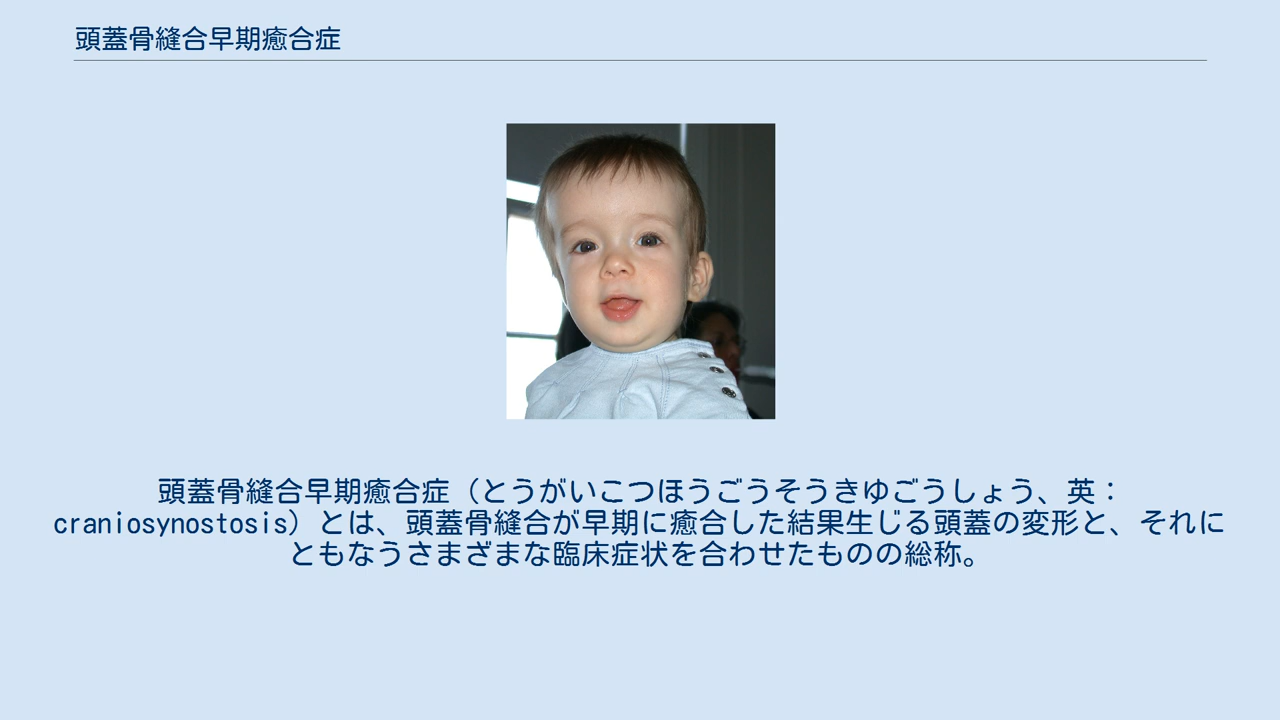 頭蓋骨縫合早期癒合症
頭蓋骨縫合早期癒合症（とうがいこつほうごうそうきゆごうしょう、英：
craniosynostosis）とは、頭蓋骨縫合が早期に癒合した結果生じる頭蓋の変形と、それに
ともなうさまざまな臨床症状を合わせたものの総称。